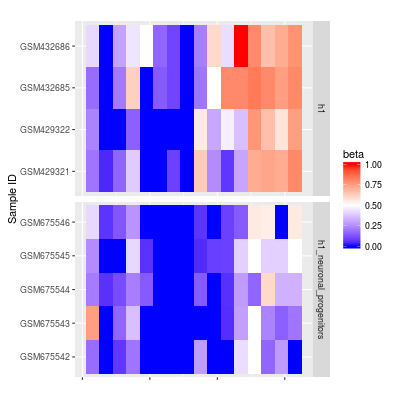 GSM432686
GSM432685
GSM429322
GSM429321
h1
GSM675546
GSM675545
GSM675544
GSM675543
GSM675542
h1_neuronal_progenitors
Sample ID
beta
1.00
0.75
0.50
0.25
0.00